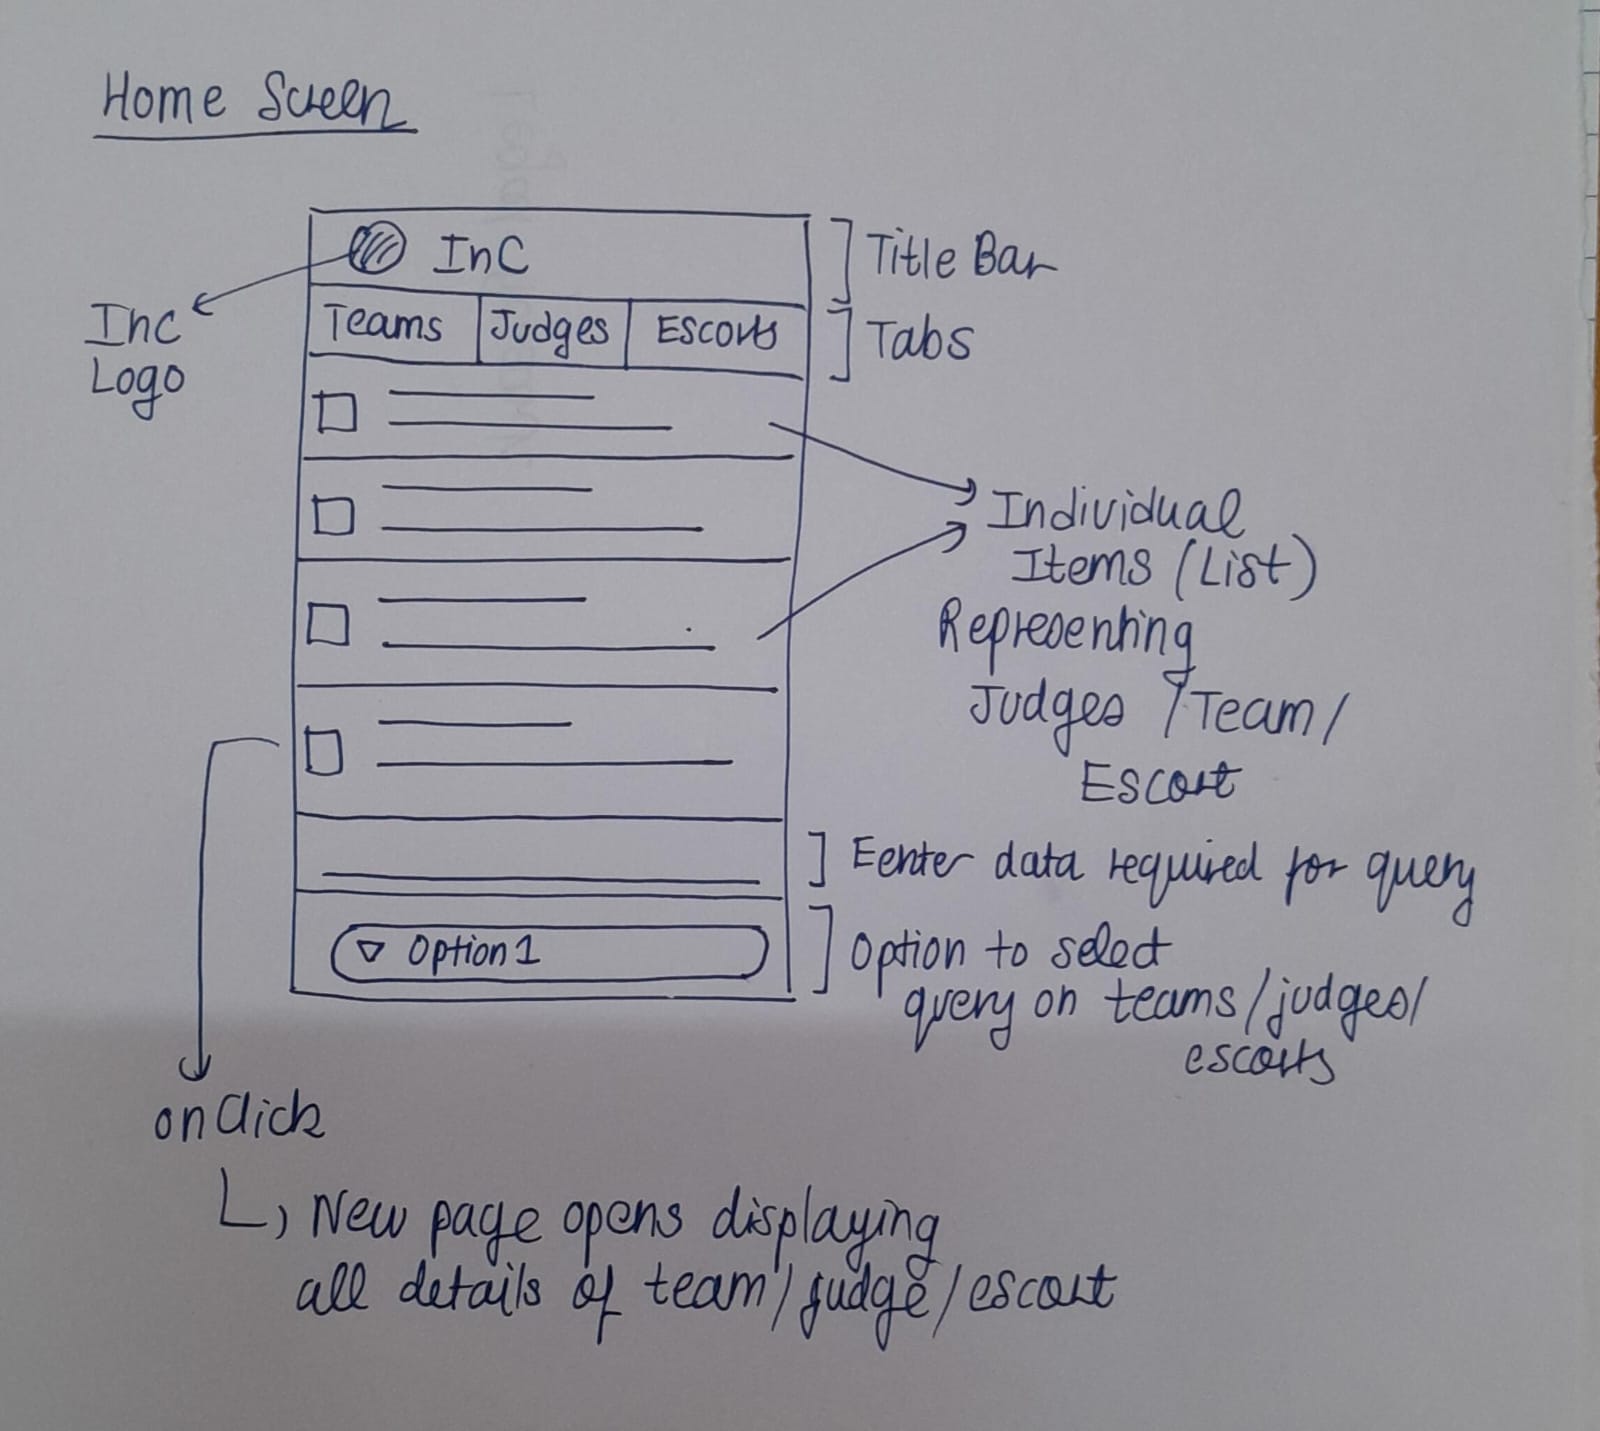 Home Screen
InC
Title Bar
Inc
Logo
Teams
Judges
Escorts
Tabs
Individual
Items (List)
Representing
Judges / Team /
Escort
Eenter data required for query
Option 1
Option to select
query on teams/judges/
escorts
onClick
New page opens displaying
all details of team/judge/escort